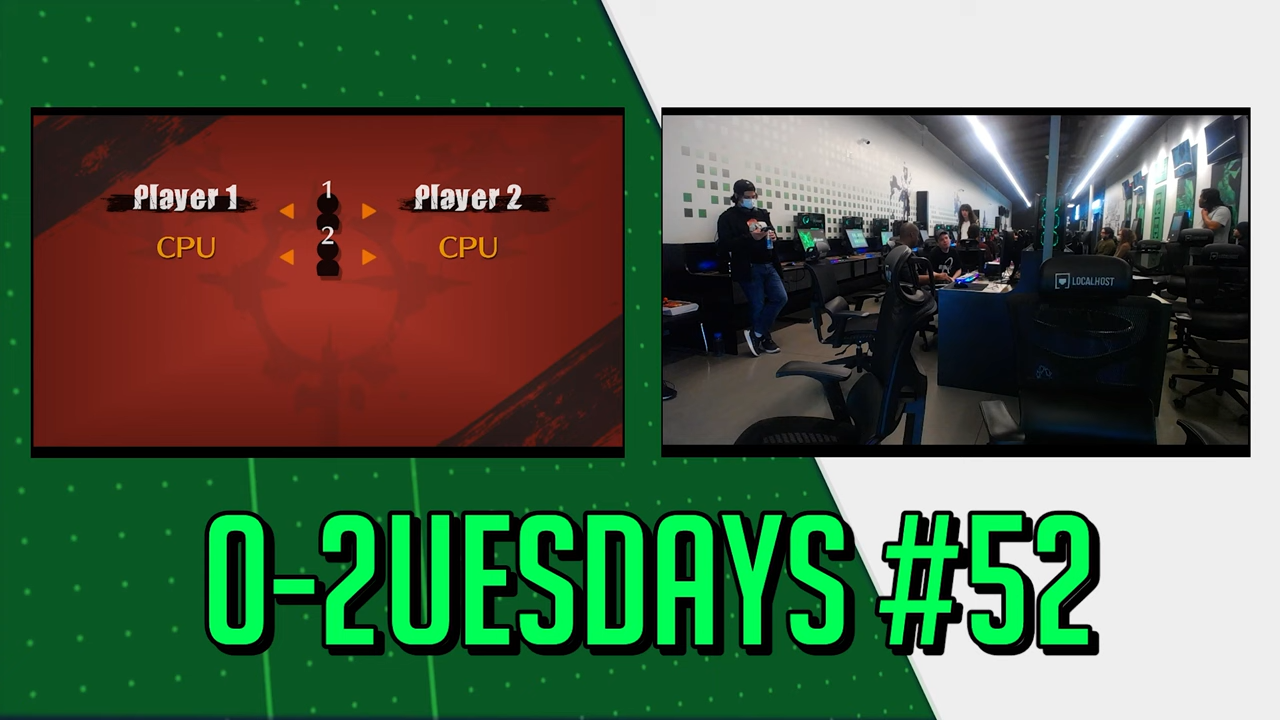 Player 1
1
Player 2
CPU
2
CPU
LOCALHOST
0-2UESDAYS #52